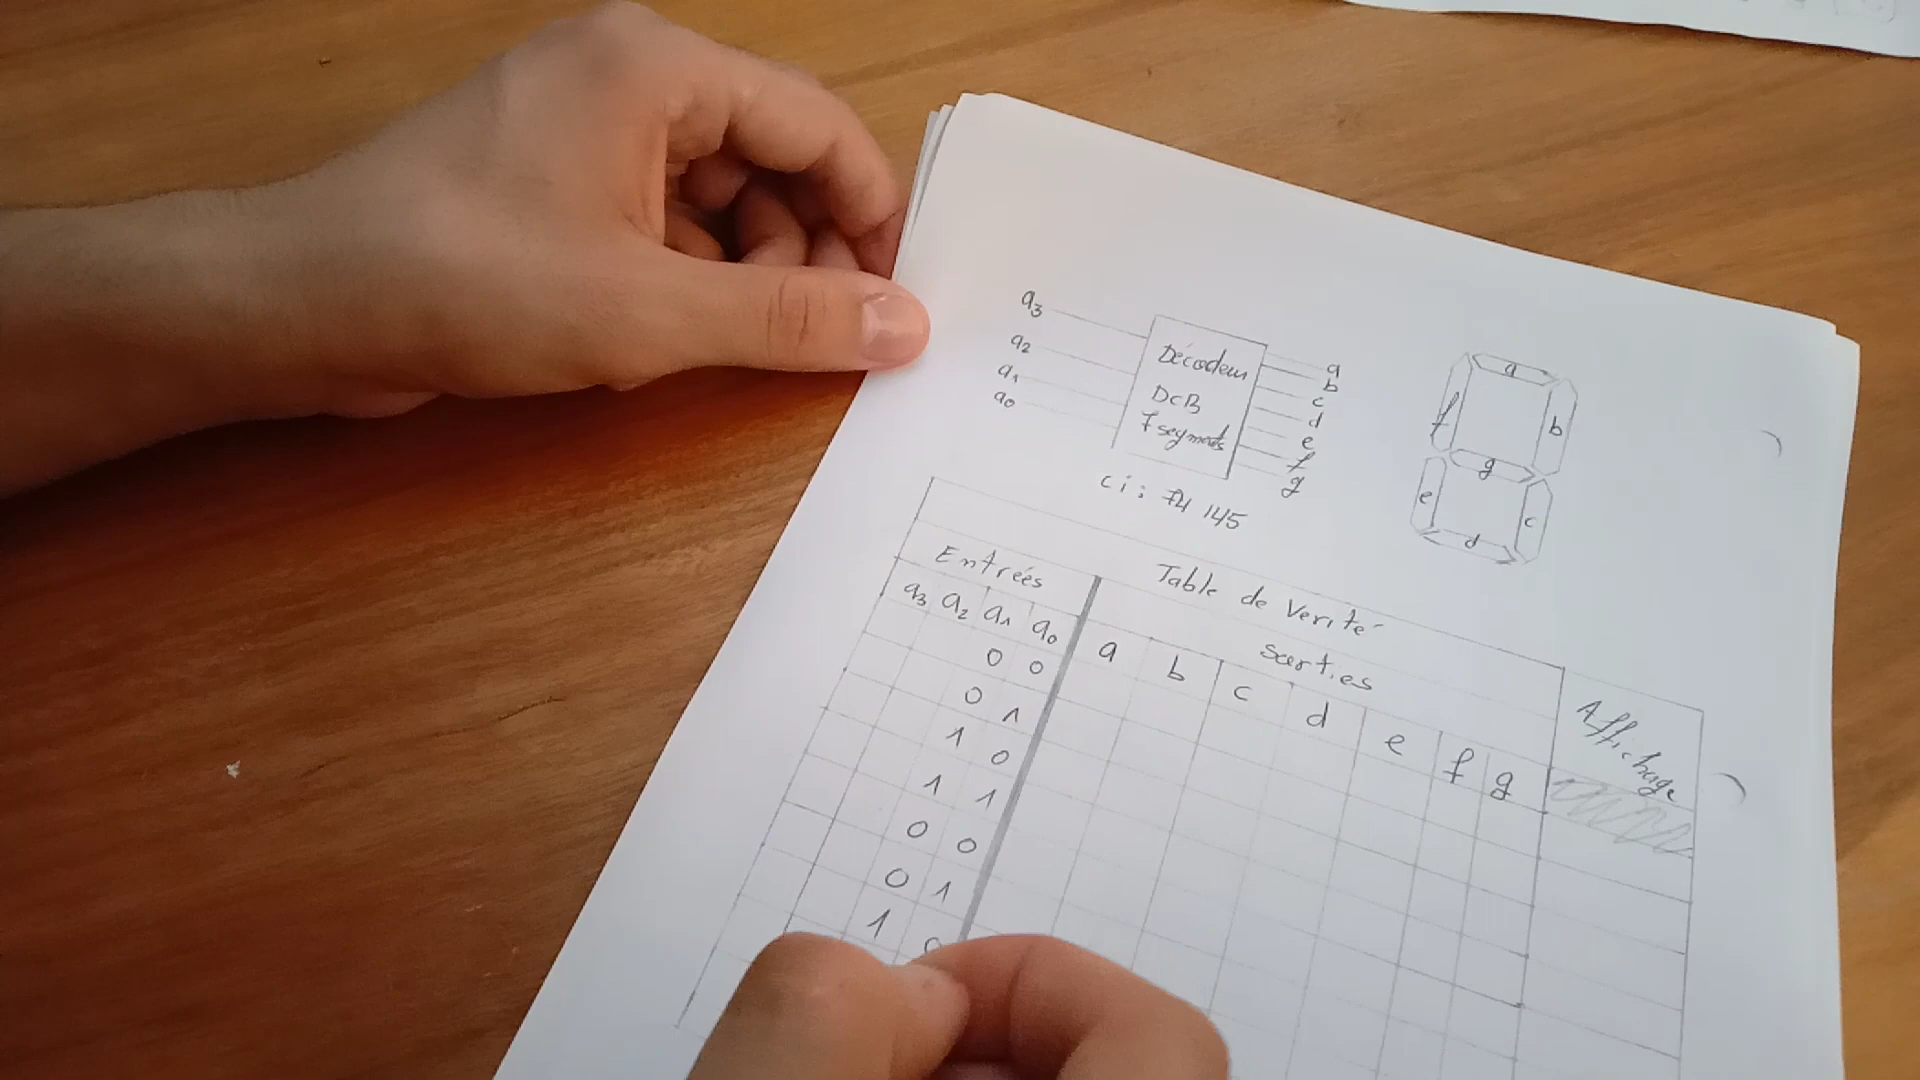 a3
a2
a1
a0
Décodeur
DCB
7 segments
a
b
c
d
e
f
g
ci: 74 145
a
f b
g
e c
d
Table de Verité
Entrées
Sorties
Affichage
a3 a2 a1 a0
a b c d e f g
0 0
0 1
1 0
1 1
0 0
0 1
1 0